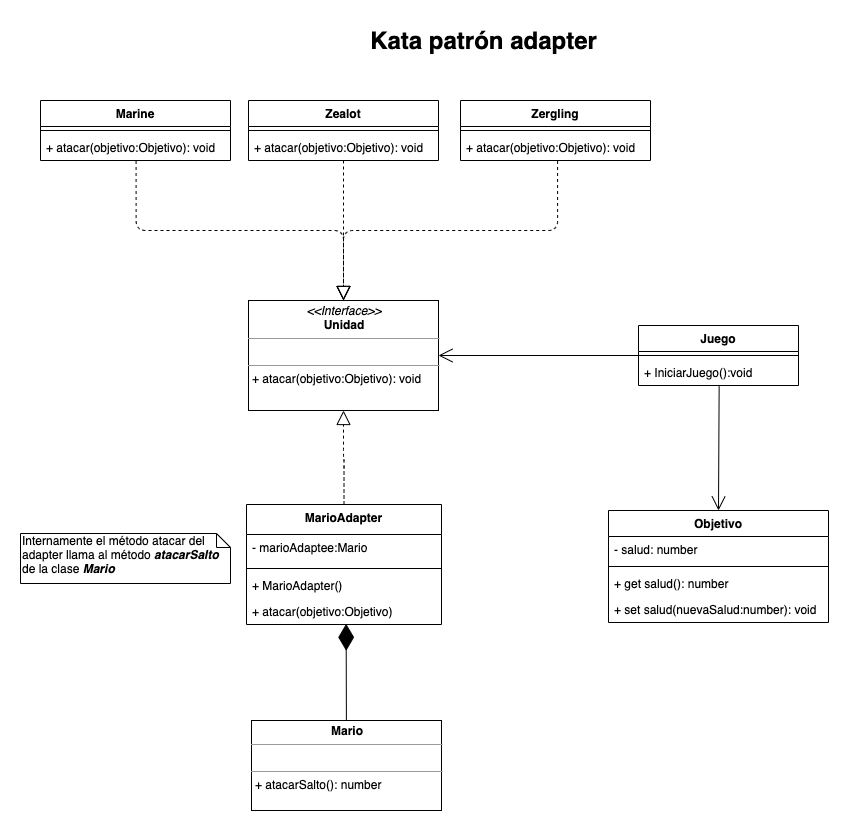 Kata patrón adapter
Marine
+ atacar(objetivo:Objetivo): void
Zealot
+ atacar(objetivo:Objetivo): void
Zergling
+ atacar(objetivo:Objetivo): void
<<Interface>>
Unidad
+ atacar(objetivo:Objetivo): void
Juego
+ IniciarJuego():void
MarioAdapter
- marioAdaptee:Mario
+ MarioAdapter()
+ atacar(objetivo:Objetivo)
Internamente el método atacar del
adapter llama al método atacarSalto
de la clase Mario
Objetivo
- salud: number
+ get salud(): number
+ set salud(nuevaSalud:number): void
Mario
+ atacarSalto(): number